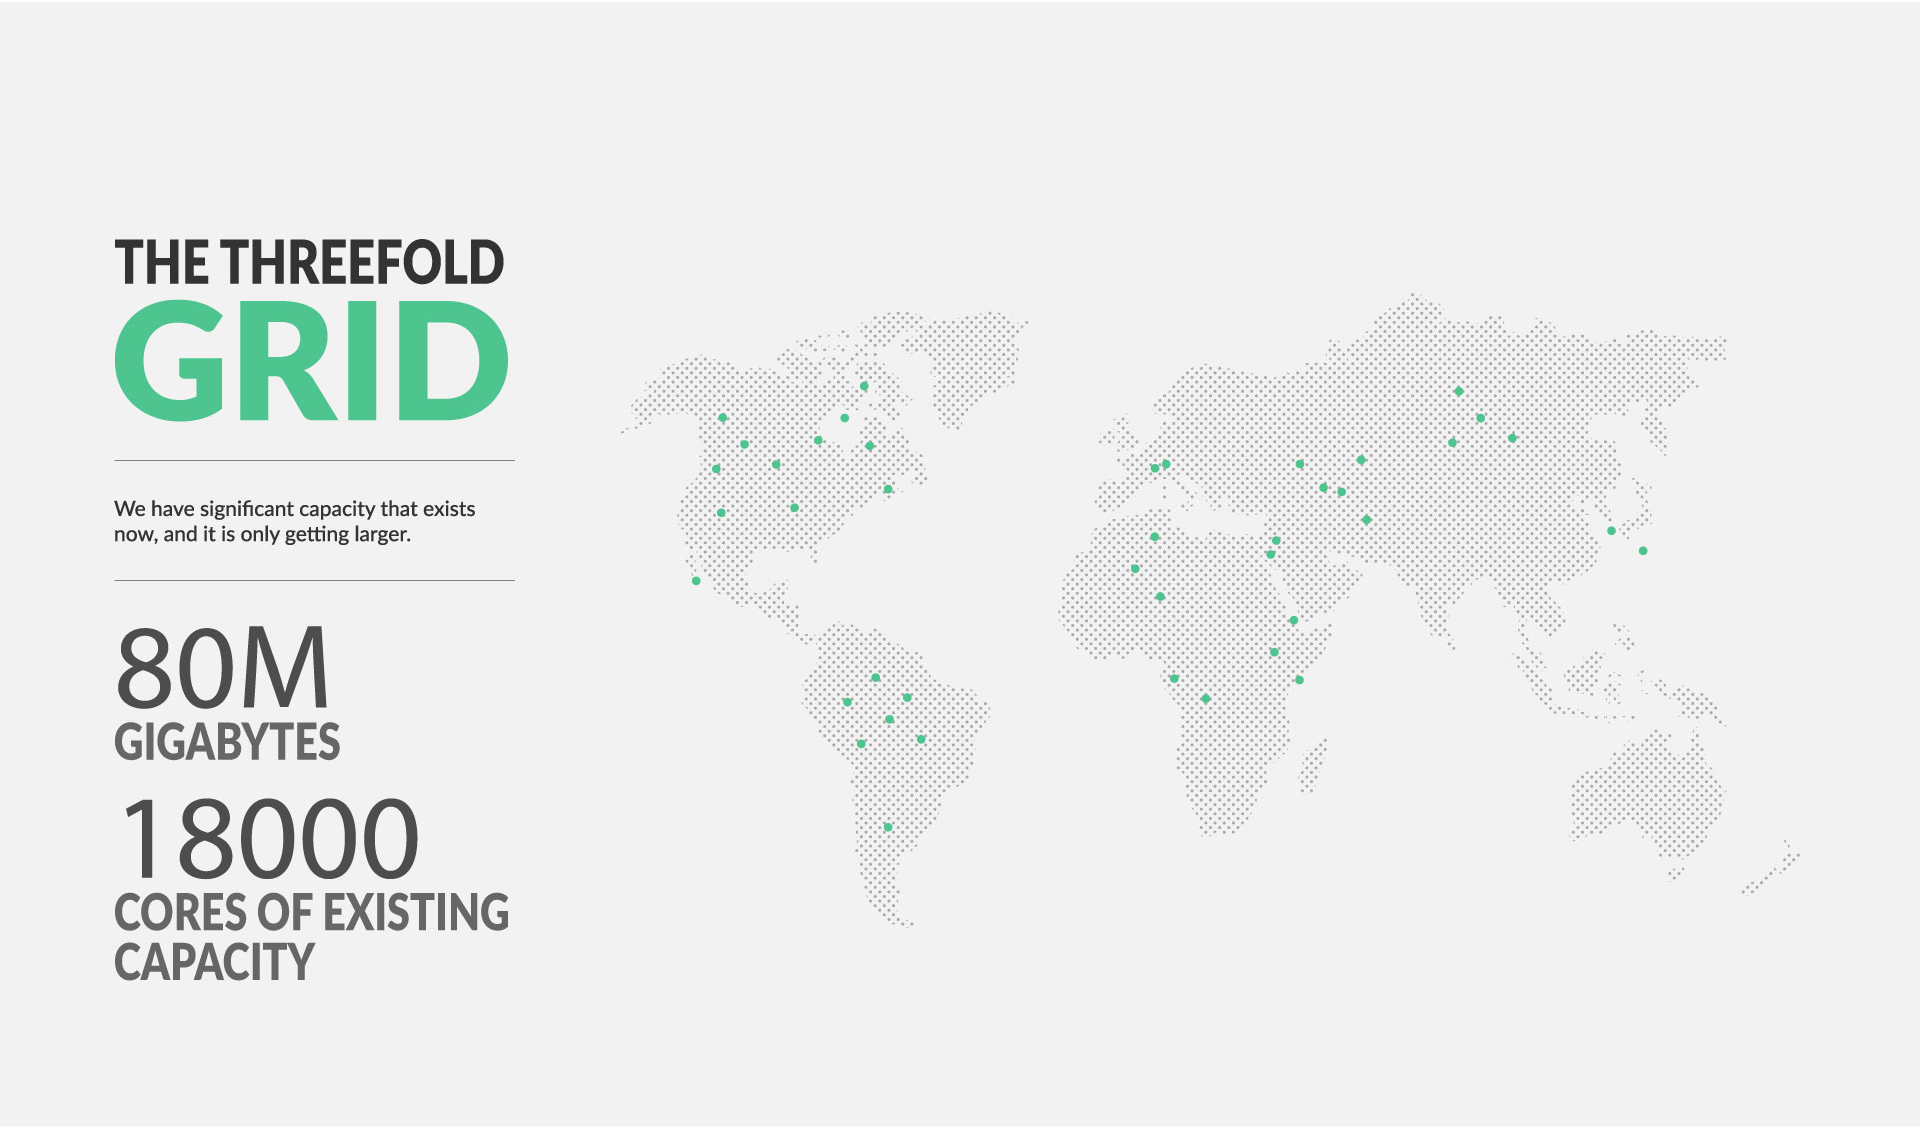 THE THREEFOLD
GRID
We have significant capacity that exists
now, and it is only getting larger.
80M
GIGABYTES
18000
CORES OF EXISTING
CAPACITY